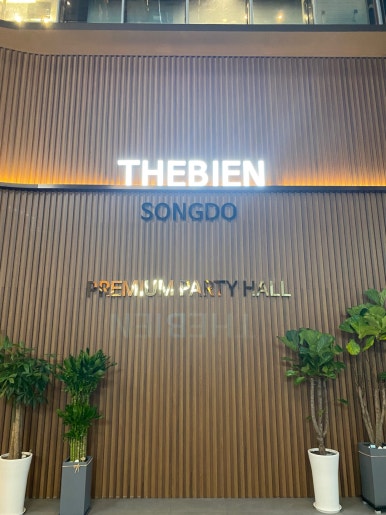 THEBIEN
SONGDO
PREMIUM PARTY HALL